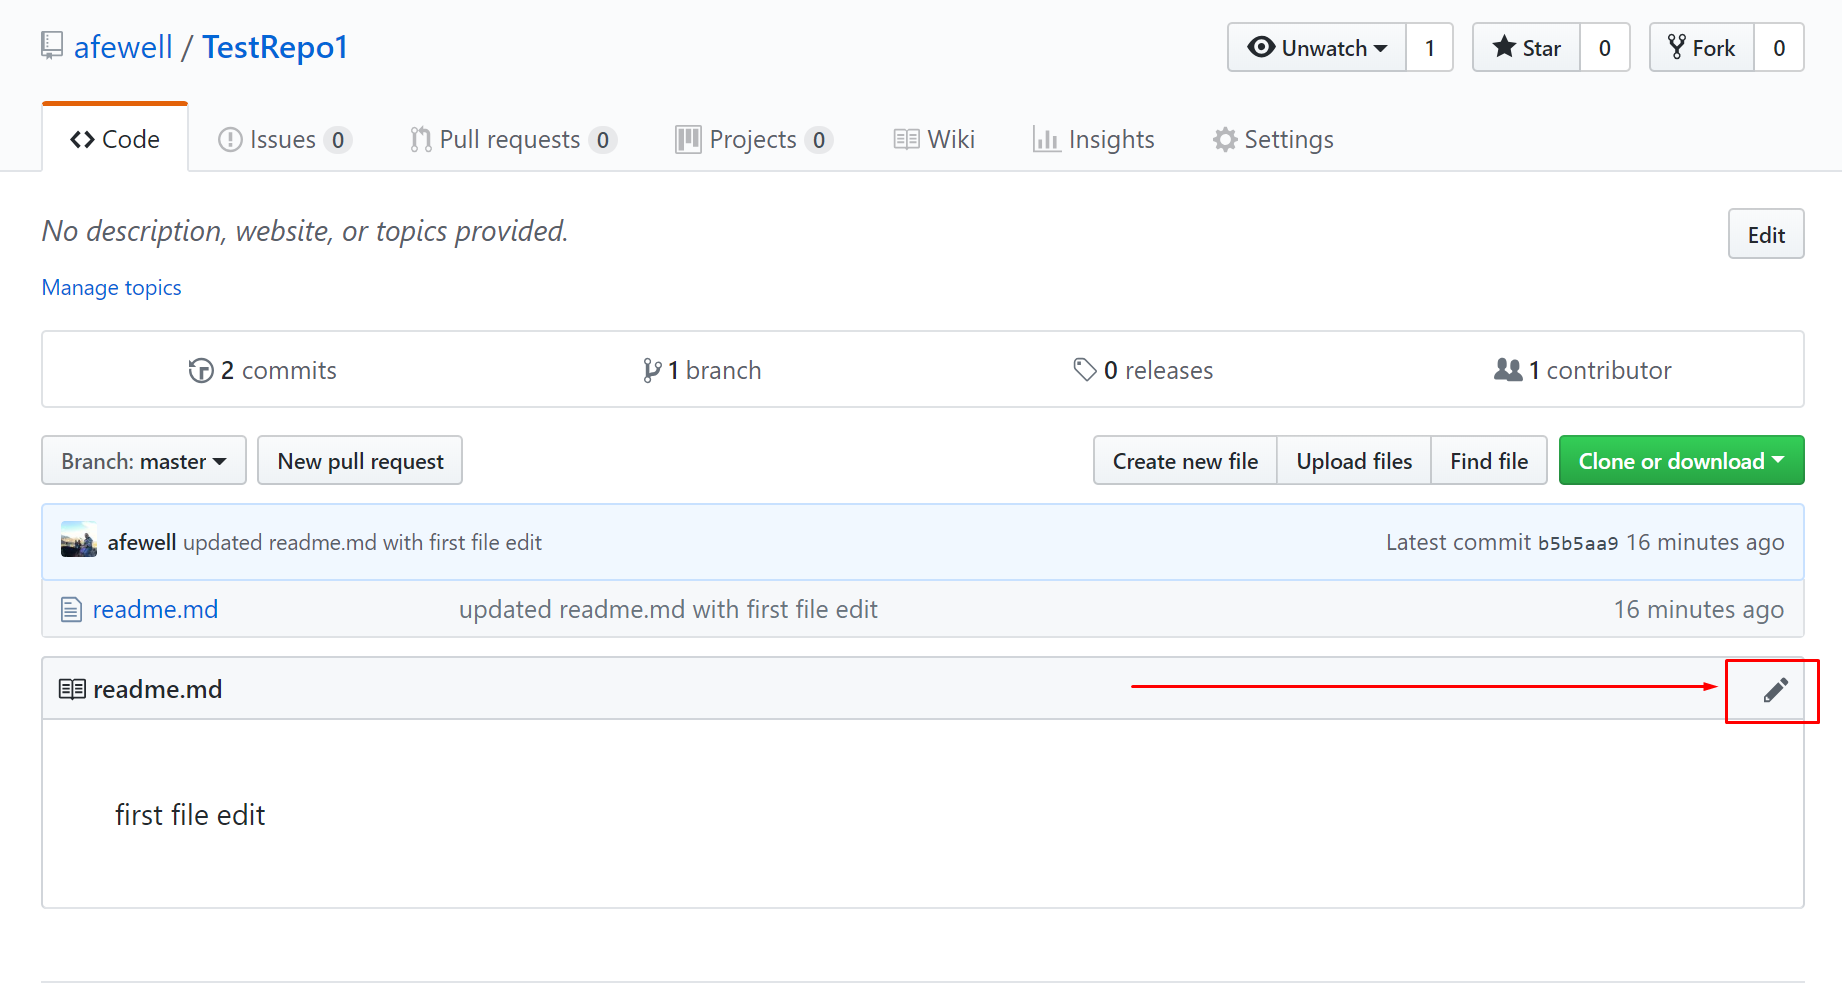 afewell / TestRepo1
Unwatch 1 Star 0 Fork 0
Code Issues 0 Pull requests 0 Projects 0 Wiki Insights Settings
No description, website, or topics provided. Edit
Manage topics
2 commits 1 branch 0 releases 1 contributor
Branch: master New pull request Create new file Upload files Find file Clone or download
afewell updated readme.md with first file edit Latest commit b5b5aa9 16 minutes ago
readme.md updated readme.md with first file edit 16 minutes ago
readme.md
first file edit